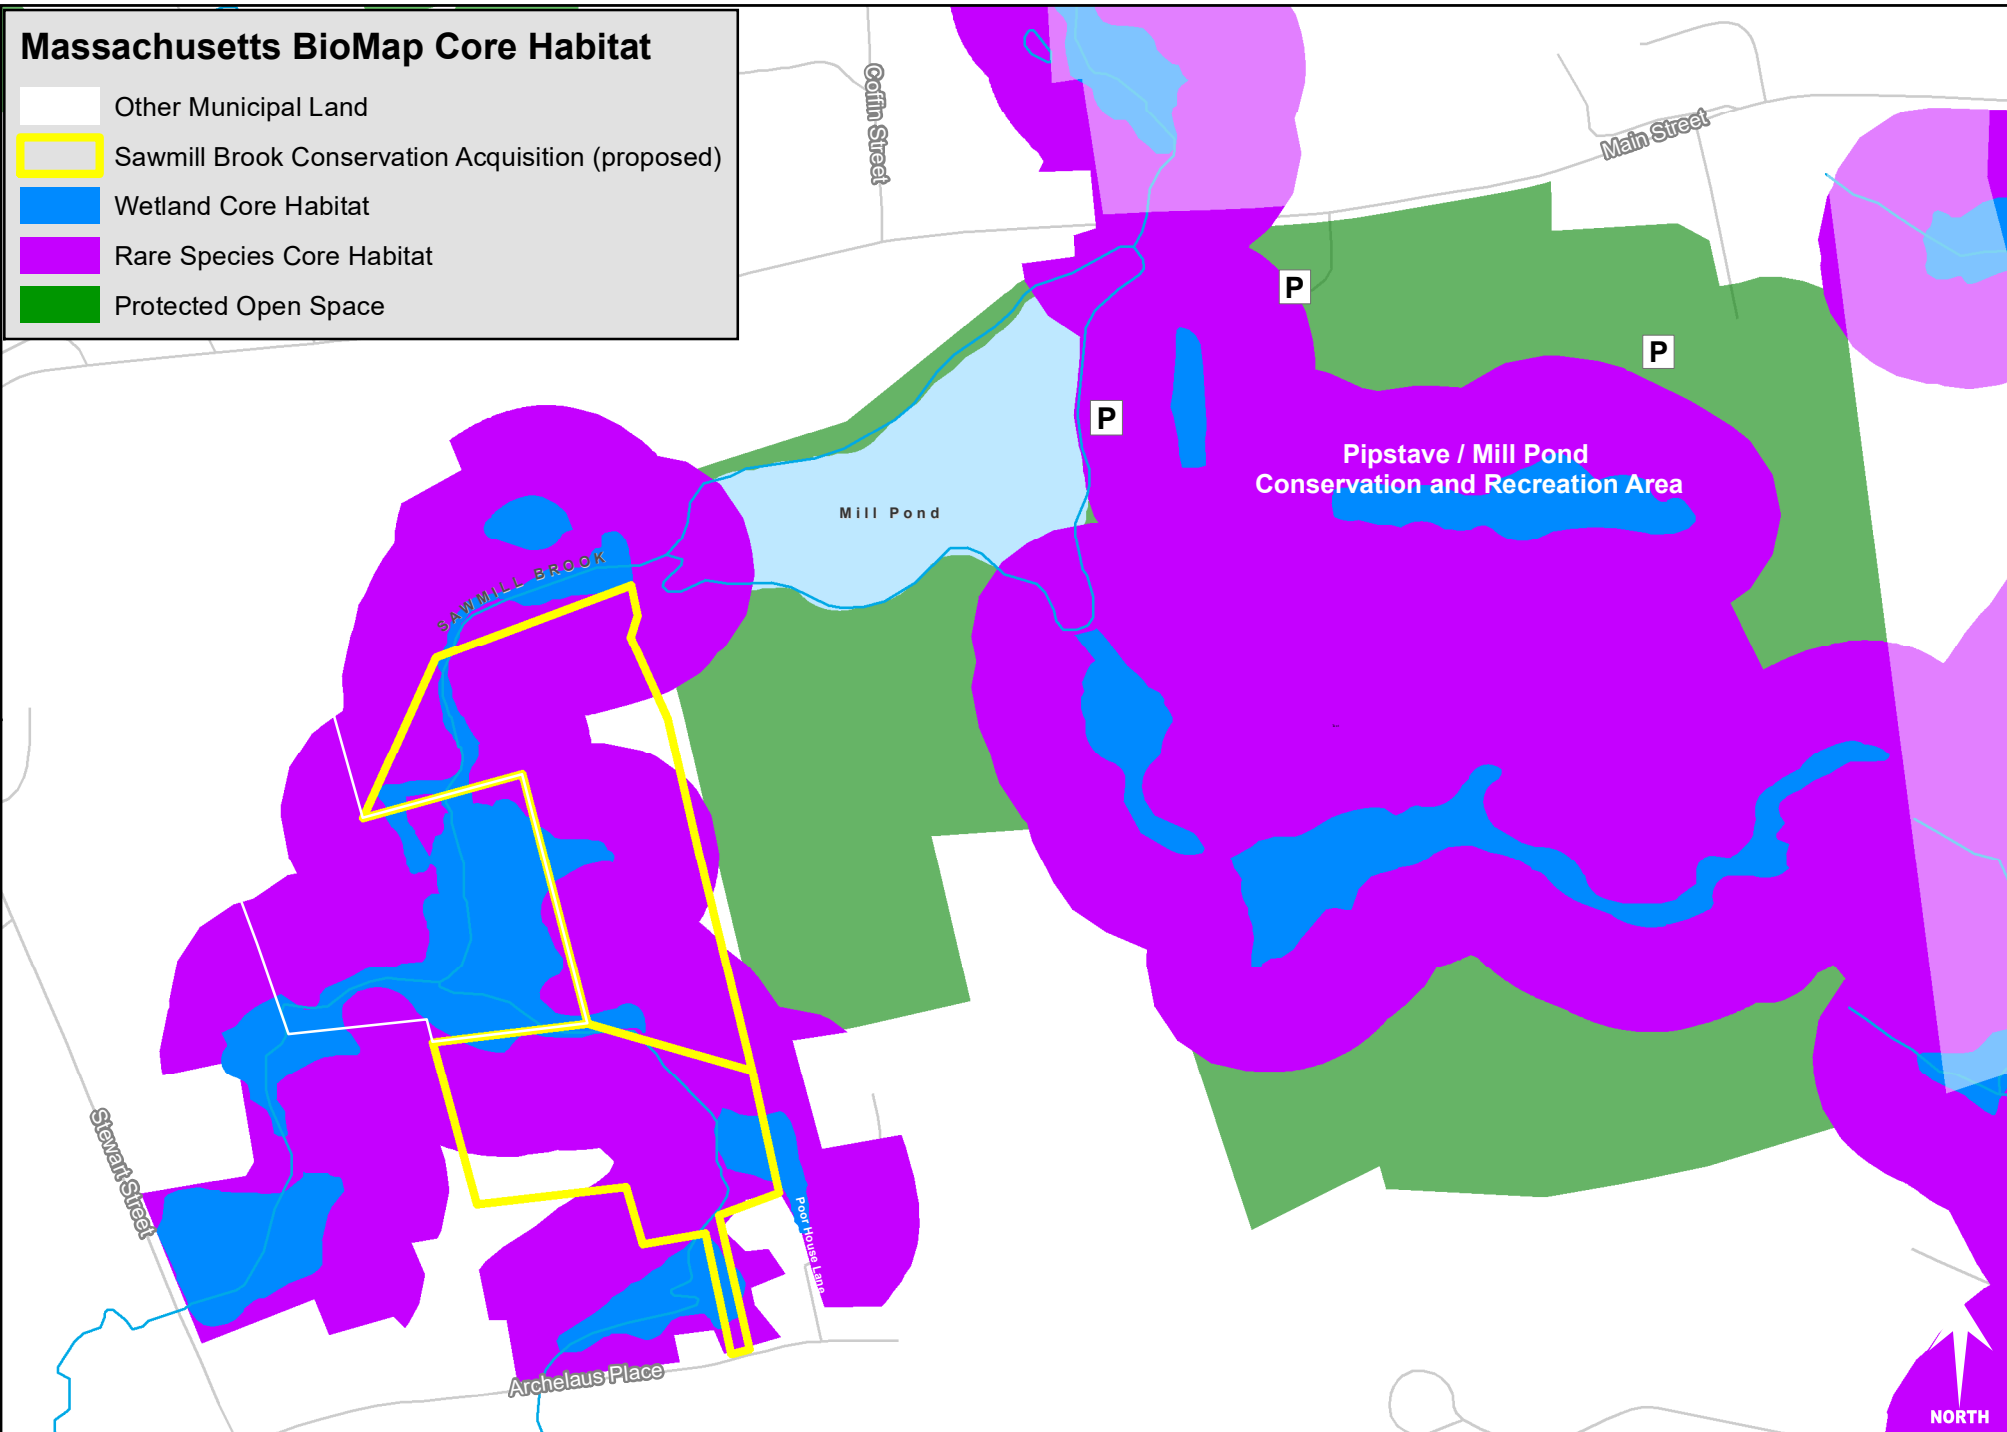 Massachusetts BioMap Core Habitat
Other Municipal Land
Sawmill Brook Conservation Acquisition (proposed)
Wetland Core Habitat
Rare Species Core Habitat
Protected Open Space
Coffin Street
Main Street
P
P
P
Pipstave / Mill Pond
Conservation and Recreation Area
Mill Pond
SAWMILL BROOK
Stewart Street
Poor House Lane
Archelaus Place
NORTH